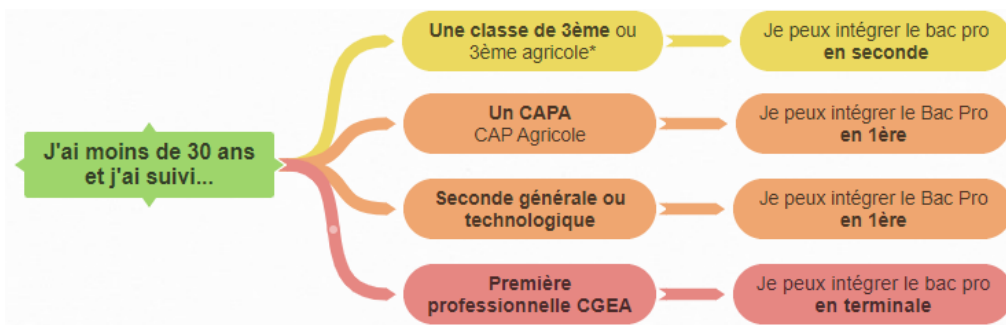 J'ai moins de 30 ans
et j'ai suivi...
Une classe de 3ème ou
3ème agricole*
Je peux intégrer le bac pro
en seconde
Un CAPA
CAP Agricole
Je peux intégrer le Bac Pro
en 1ère
Seconde générale ou
technologique
Je peux intégrer le Bac Pro
en 1ère
Première
professionnelle CGEA
Je peux intégrer le bac pro
en terminale